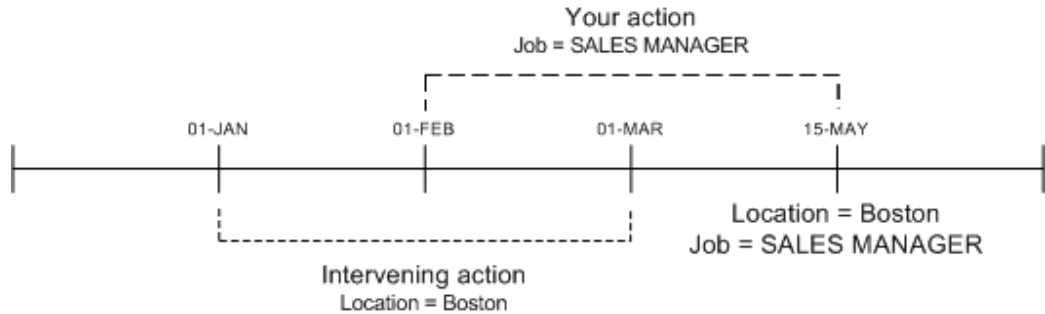 Your action
Job = SALES MANAGER
01-JAN
01-FEB
01-MAR
15-MAY
Location = Boston
Job = SALES MANAGER
Intervening action
Location = Boston